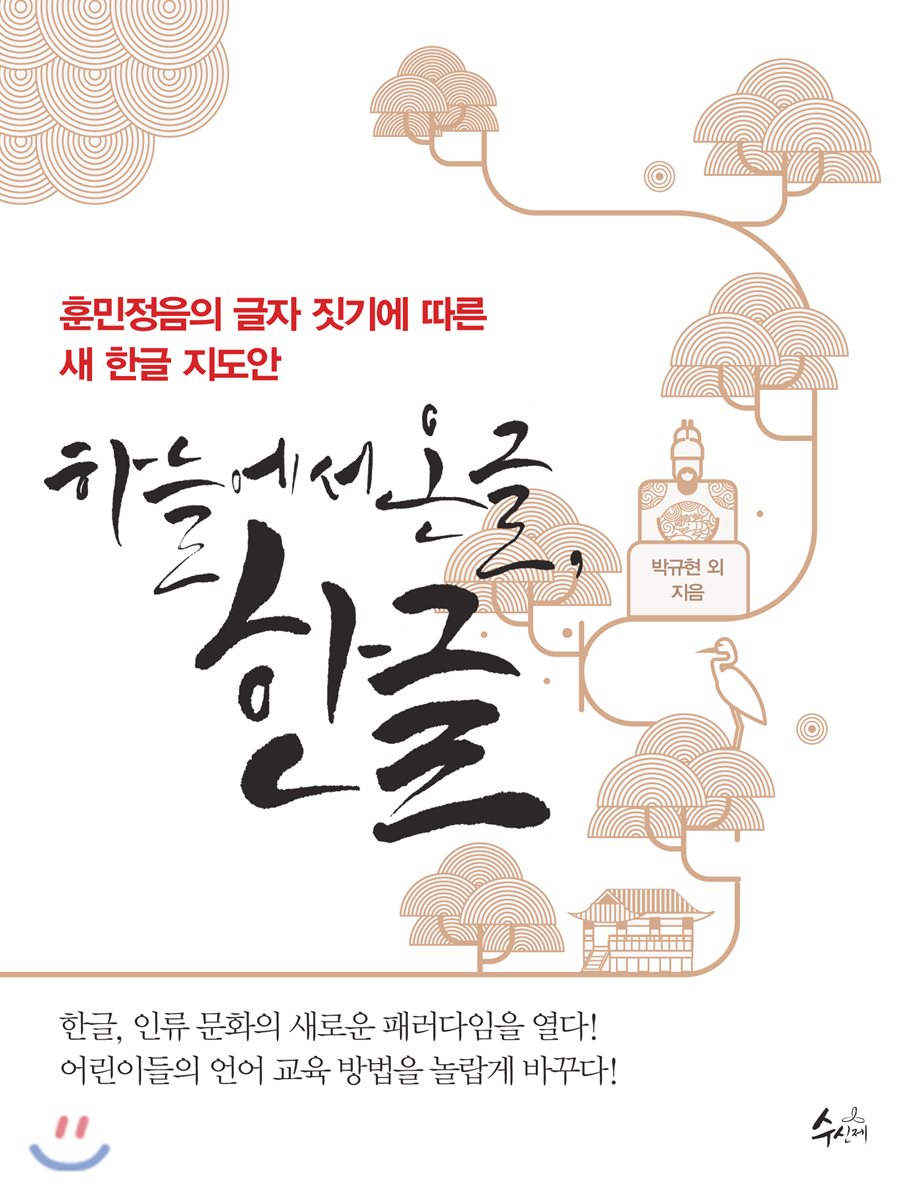 훈민정음의 글자 짓기에 따른
새 한글 지도안
하늘에서 온 글,
한글
박규현 외
지음
한글, 인류 문화의 새로운 패러다임을 열다!
어린이들의 언어 교육 방법을 놀랍게 바꾸다!
수신제